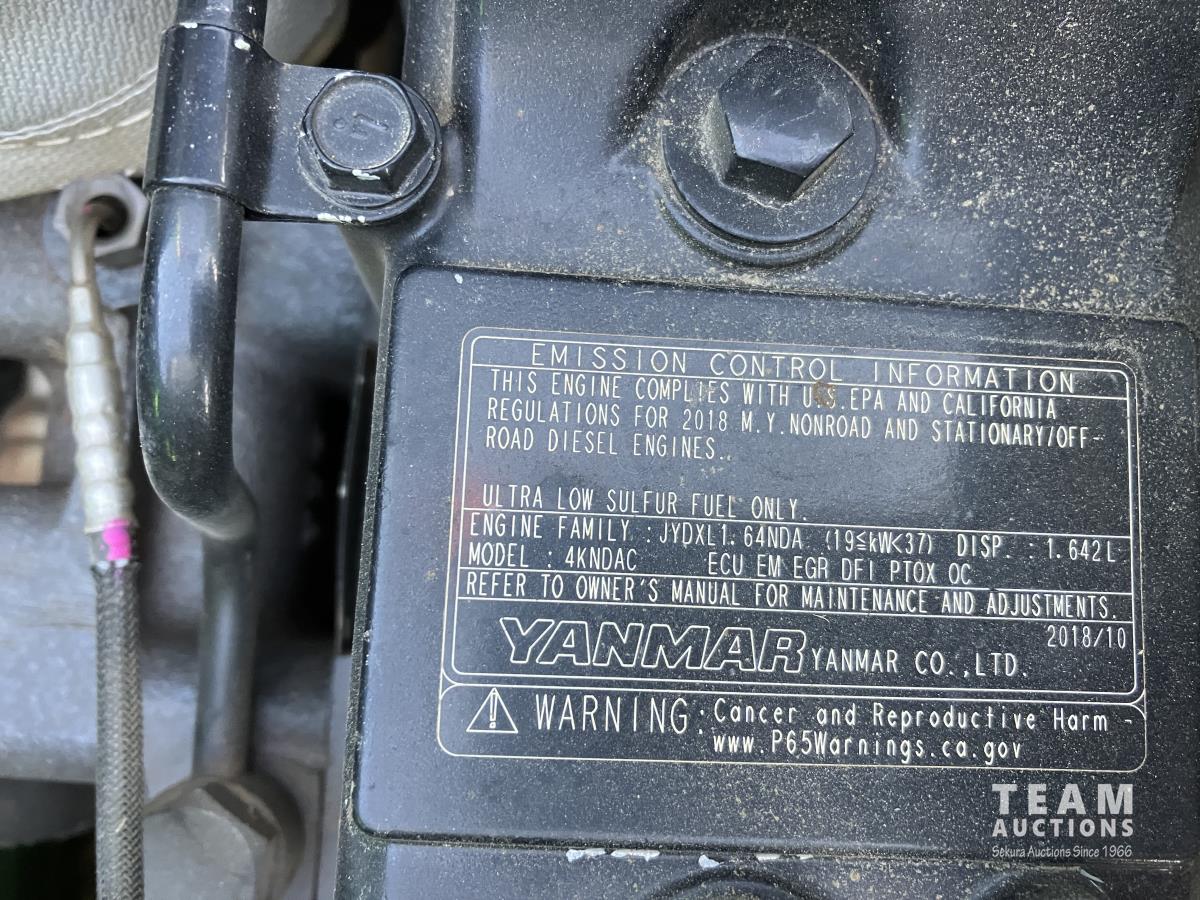 EMISSION CONTROL INFORMATION
THIS ENGINE COMPLIES WITH U.S.EPA AND CALIFORNIA
REGULATIONS FOR 2018 M.Y.NONROAD AND STATIONARY/OFF-
ROAD DIESEL ENGINES.
ULTRA LOW SULFUR FUEL ONLY.
ENGINE FAMILY : JYDXL1.64NDA (19≦kW<37) DISP. : 1.642L
MODEL : 4KNDAC ECU EM EGR DFI PTOX OC
REFER TO OWNER'S MANUAL FOR MAINTENANCE AND ADJUSTMENTS.
2018/10
YANMAR YANMAR CO.,LTD.
WARNING: Cancer and Reproductive Harm -
www.P65Warnings.ca.gov
TEAM
AUCTIONS
Sekura Auctions Since 1966